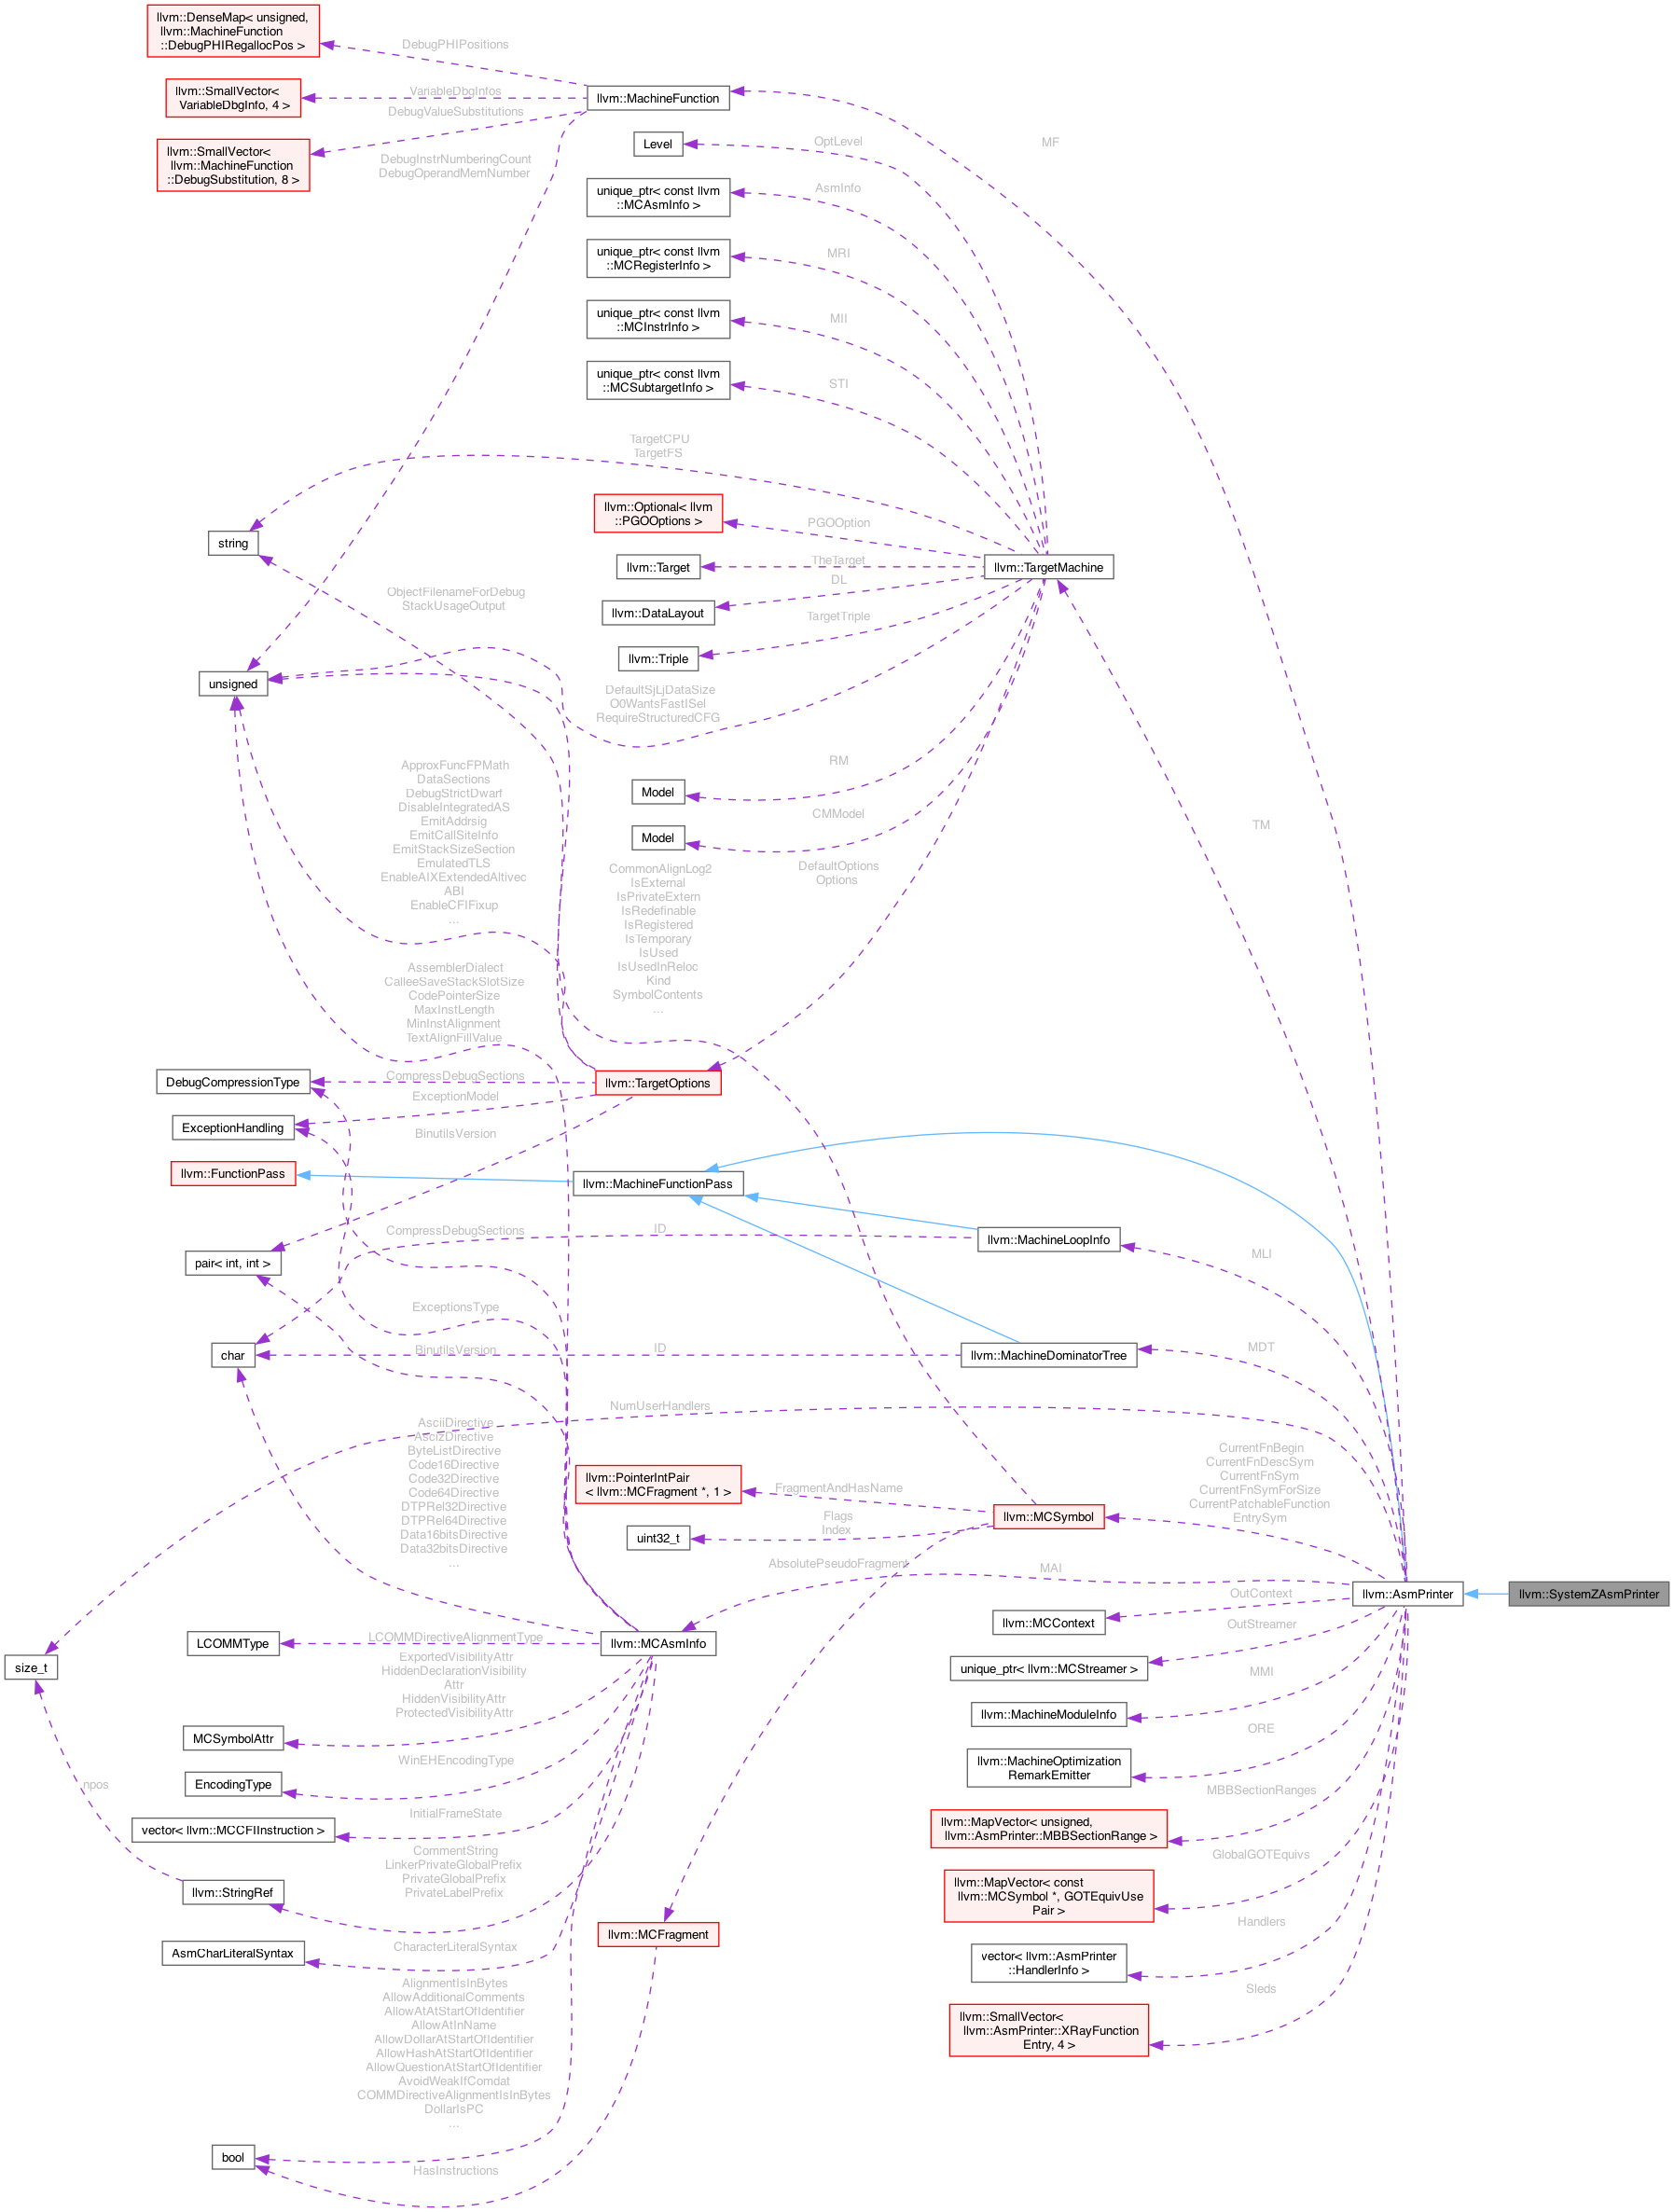 llvm::DenseMap< unsigned,
llvm::MachineFunction
::DebugPHIRegallocPos >
DebugPHIPositions
llvm::SmallVector<
VariableDbgInfo, 4 >
VariableDbgInfos
llvm::MachineFunction
DebugValueSubstitutions
llvm::SmallVector<
llvm::MachineFunction
::DebugSubstitution, 8 >
DebugInstrNumberingCount
DebugOperandMemNumber
Level
OptLevel
MF
unique_ptr< const llvm
::MCAsmInfo >
AsmInfo
unique_ptr< const llvm
::MCRegisterInfo >
MRI
unique_ptr< const llvm
::MCInstrInfo >
MII
unique_ptr< const llvm
::MCSubtargetInfo >
STI
TargetCPU
TargetFS
llvm::Optional< llvm
::PGOOptions >
PGOOption
string
llvm::Target
TheTarget
llvm::TargetMachine
DL
ObjectFilenameForDebug
StackUsageOutput
llvm::DataLayout
TargetTriple
llvm::Triple
unsigned
DefaultSjLjDataSize
O0WantsFastISel
RequireStructuredCFG
RM
Model
CMModel
Model
TM
ApproxFuncFPMath
DataSections
DebugStrictDwarf
DisableIntegratedAS
EmitAddrsig
EmitCallSiteInfo
EmitStackSizeSection
EmulatedTLS
EnableAIXExtendedAltivec
ABI
EnableCFIFixup
...
CommonAlignLog2
IsExternal
IsPrivateExtern
IsRedefinable
IsRegistered
IsTemporary
IsUsed
IsUsedInReloc
Kind
SymbolContents
...
DefaultOptions
Options
AssemblerDialect
CalleeSaveStackSlotSize
CodePointerSize
MaxInstLength
MinInstAlignment
TextAlignFillValue
DebugCompressionType
CompressDebugSections
llvm::TargetOptions
ExceptionModel
ExceptionHandling
BinutilsVersion
llvm::FunctionPass
llvm::MachineFunctionPass
CompressDebugSections
ID
llvm::MachineLoopInfo
MLI
pair< int, int >
ExceptionsType
char
BinutilsVersion
ID
llvm::MachineDominatorTree
MDT
NumUserHandlers
AsciiDirective
AscizDirective
ByteListDirective
Code16Directive
Code32Directive
Code64Directive
DTPRel32Directive
DTPRel64Directive
Data16bitsDirective
Data32bitsDirective
...
llvm::PointerIntPair
< llvm::MCFragment *, 1 >
FragmentAndHasName
llvm::MCSymbol
CurrentFnBegin
CurrentFnDescSym
CurrentFnSym
CurrentFnSymForSize
CurrentPatchableFunction
EntrySym
uint32_t
Flags
Index
AbsolutePseudoFragment
MAI
llvm::AsmPrinter
llvm::SystemZAsmPrinter
OutContext
llvm::MCContext
OutStreamer
LCOMMType
LCOMMDirectiveAlignmentType
llvm::MCAsmInfo
size_t
unique_ptr< llvm::MCStreamer >
ExportedVisibilityAttr
HiddenDeclarationVisibility
Attr
HiddenVisibilityAttr
ProtectedVisibilityAttr
MMI
llvm::MachineModuleInfo
MCSymbolAttr
ORE
WinEHEncodingType
llvm::MachineOptimization
RemarkEmitter
EncodingType
npos
MBBSectionRanges
InitialFrameState
vector< llvm::MCCFIInstruction >
llvm::MapVector< unsigned,
llvm::AsmPrinter::MBBSectionRange >
CommentString
LinkerPrivateGlobalPrefix
PrivateGlobalPrefix
PrivateLabelPrefix
GlobalGOTEquivs
llvm::StringRef
llvm::MapVector< const
llvm::MCSymbol *, GOTEquivUse
Pair >
llvm::MCFragment
Handlers
AsmCharLiteralSyntax
CharacterLiteralSyntax
vector< llvm::AsmPrinter
::HandlerInfo >
AlignmentIsInBytes
AllowAdditionalComments
AllowAtAtStartOfIdentifier
AllowAtInName
AllowDollarAtStartOfIdentifier
AllowHashAtStartOfIdentifier
AllowQuestionAtStartOfIdentifier
AvoidWeakIfComdat
COMMDirectiveAlignmentIsInBytes
DollarIsPC
...
Sleds
llvm::SmallVector<
llvm::AsmPrinter::XRayFunction
Entry, 4 >
bool
HasInstructions